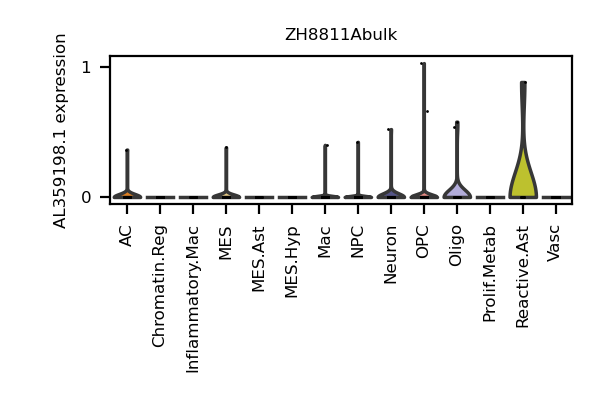 ZH8811Abulk
AL359198.1 expression
1
0
AC
Chromatin.Reg
Inflammatory.Mac
MES
MES.Ast
MES.Hyp
Mac
NPC
Neuron
OPC
Oligo
Prolif.Metab
Reactive.Ast
Vasc